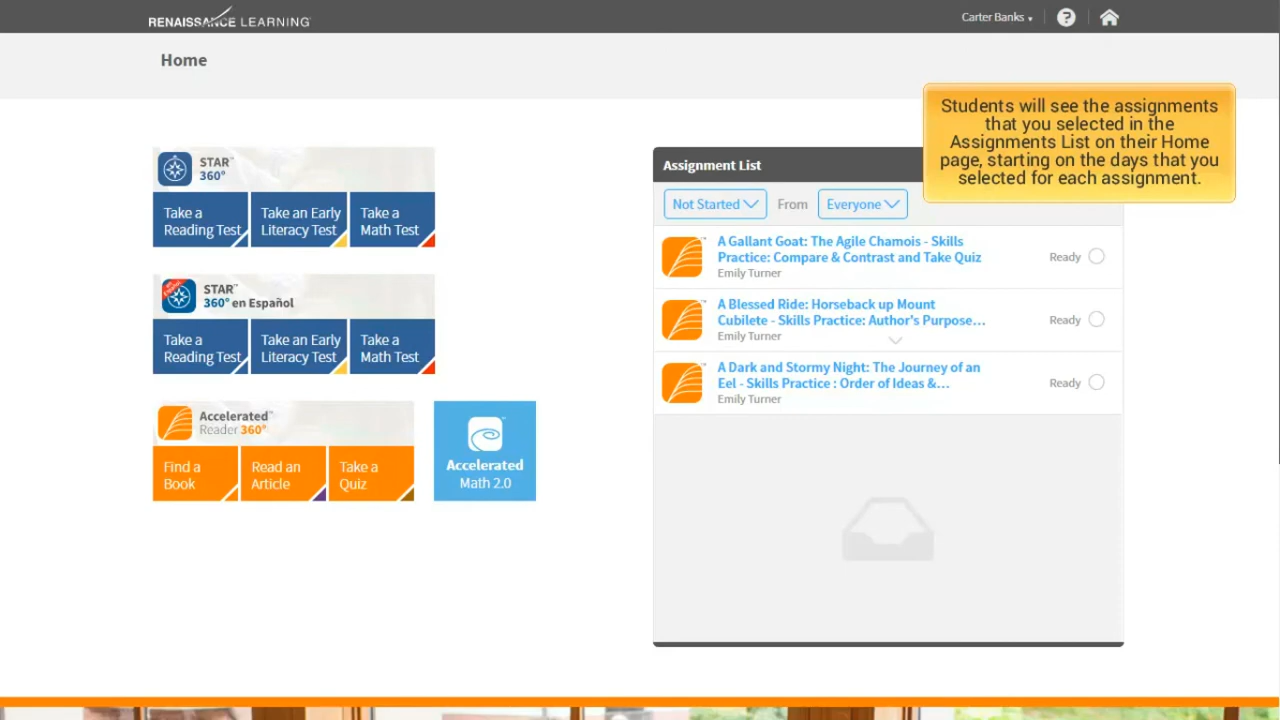 RENAISSANCE LEARNING
Carter Banks
?
Home
Students will see the assignments
that you selected in the
Assignments List on their Home
page, starting on the days that you
selected for each assignment.
STAR™
360°
Take a
Reading Test
Take an Early
Literacy Test
Take a
Math Test
en Español
STAR™
360° en Español
Take a
Reading Test
Take an Early
Literacy Test
Take a
Math Test
Accelerated™
Reader 360°
Find a
Book
Read an
Article
Take a
Quiz
Accelerated
Math 2.0
Assignment List
Not Started From Everyone
A Gallant Goat: The Agile Chamois - Skills
Practice: Compare & Contrast and Take Quiz
Emily Turner
Ready
A Blessed Ride: Horseback up Mount
Cubilete - Skills Practice: Author's Purpose...
Emily Turner
Ready
A Dark and Stormy Night: The Journey of an
Eel - Skills Practice : Order of Ideas &...
Emily Turner
Ready